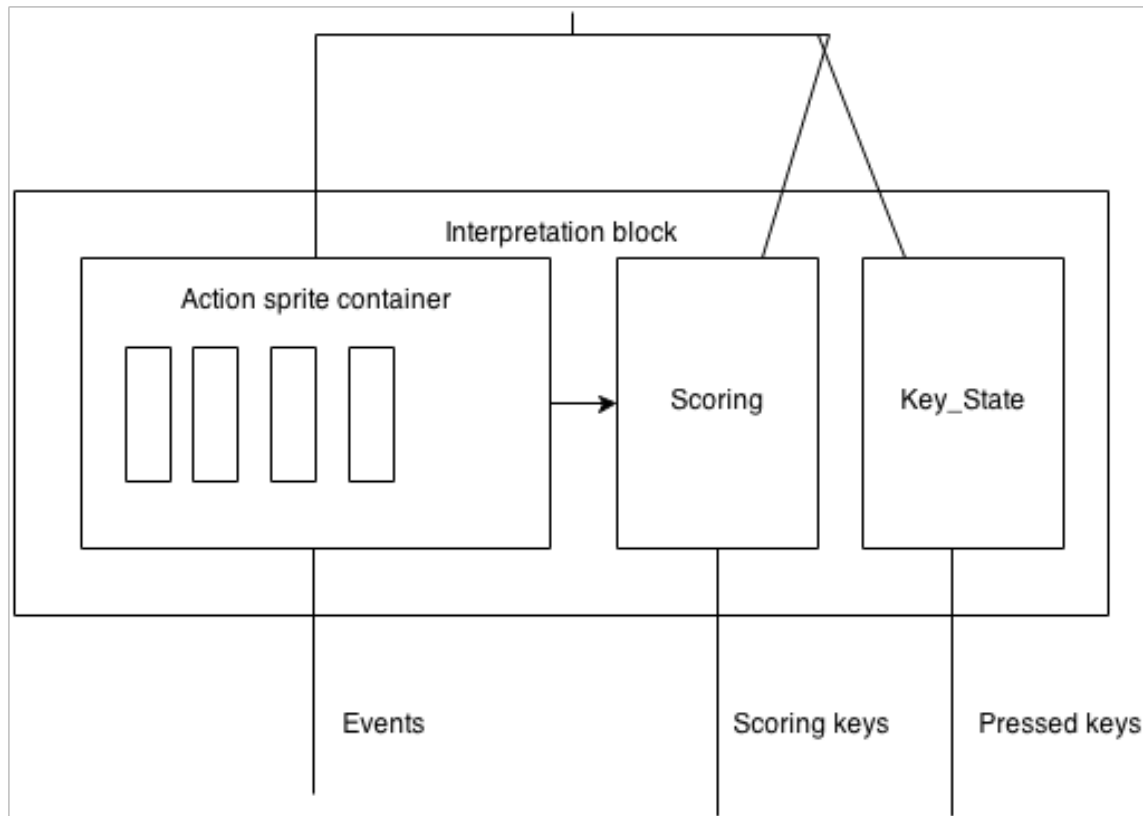 Interpretation block
Action sprite container
Scoring
Key_State
Events
Scoring keys
Pressed keys